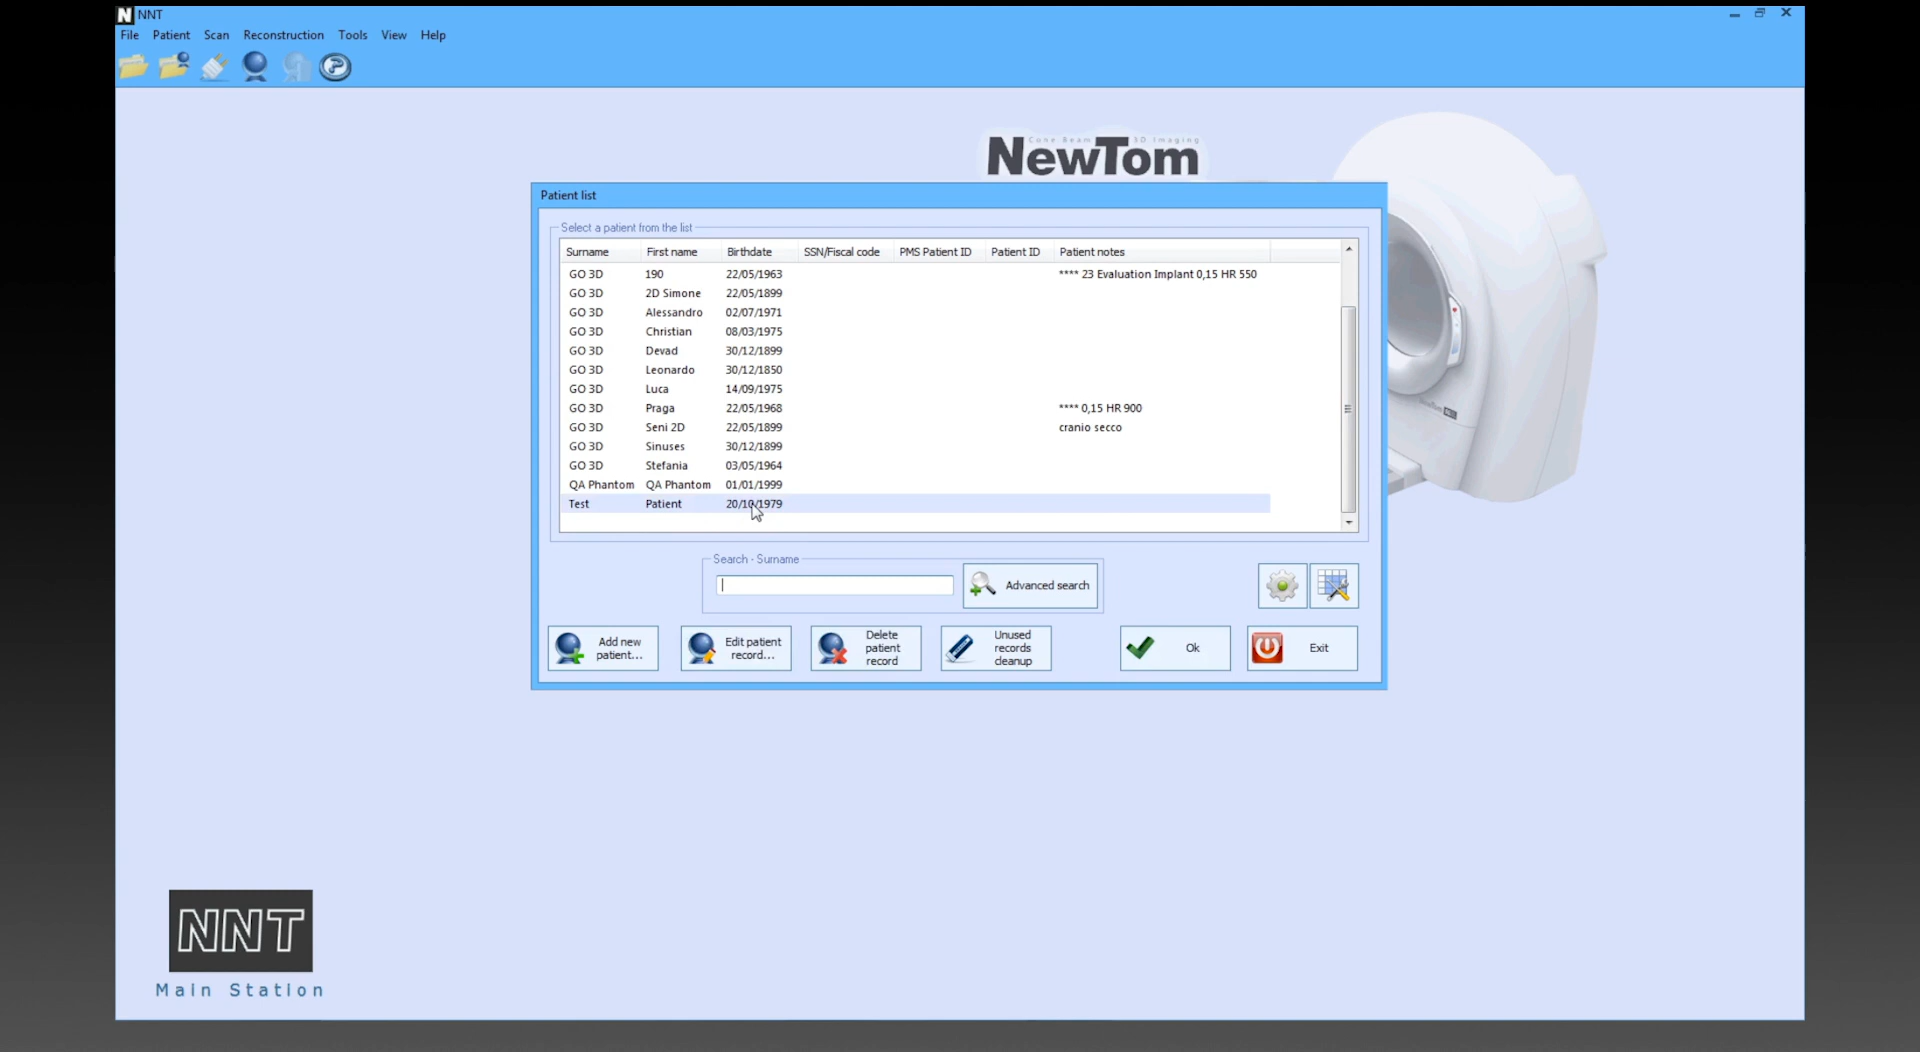 NNT
File Patient Scan Reconstruction Tools View Help
Cone Beam 3D Imaging
NewTom
Patient list
Select a patient from the list
Surname First name Birthdate SSN/Fiscal code PMS Patient ID Patient ID Patient notes
GO 3D 190 22/05/1963 **** 23 Evaluation Implant 0,15 HR 550
GO 3D 2D Simone 22/05/1899
GO 3D Alessandro 02/07/1971
GO 3D Christian 08/03/1975
GO 3D Devad 30/12/1899
GO 3D Leonardo 30/12/1850
GO 3D Luca 14/09/1975
GO 3D Praga 22/05/1968 **** 0,15 HR 900
GO 3D Seni 2D 22/05/1899 cranio secco
GO 3D Sinuses 30/12/1899
GO 3D Stefania 03/05/1964
QA Phantom QA Phantom 01/01/1999
Test Patient 20/10/1979
Search - Surname
Advanced search
Add new patient...
Edit patient record...
Delete patient record
Unused records cleanup
Ok
Exit
NNT
Main Station